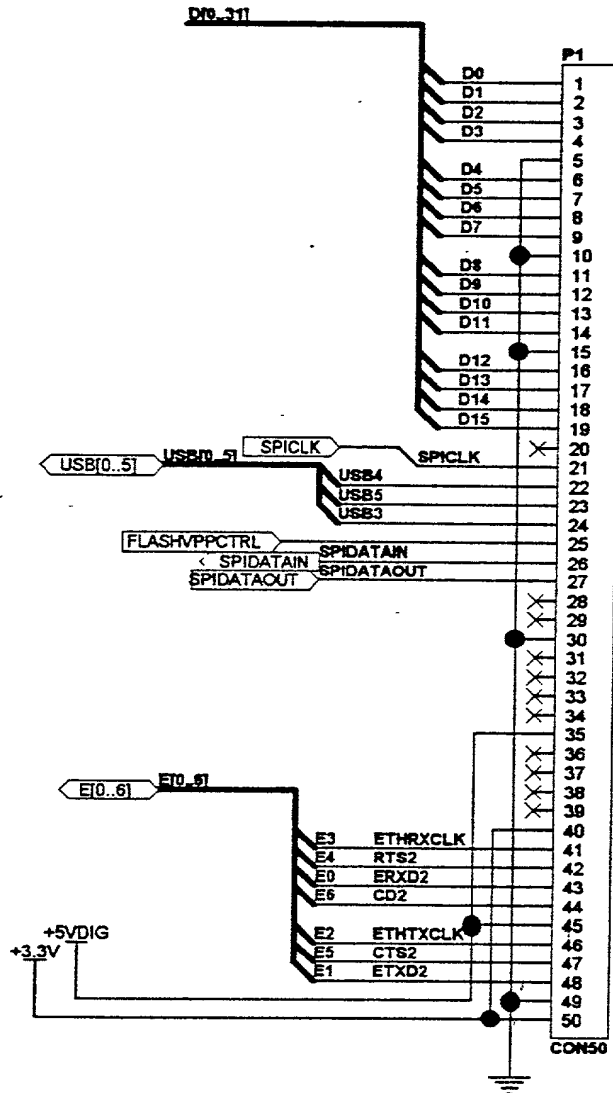 D[0..31]
P1
D0 1
D1 2
D2 3
D3 4
5
D4 6
D5 7
D6 8
D7 9
10
D8 11
D9 12
D10 13
D11 14
15
D12 16
D13 17
D14 18
D15 19
20
SPICLK SPICLK 21
USB[0..5] USB[0..5] USB4 22
USB5 23
USB3 24
FLASHVPPCTRL 25
SPIDATAIN SPIDATAIN 26
SPIDATAOUT SPIDATAOUT 27
28
29
30
31
32
33
34
35
36
37
38
E[0..6] E[0..6] 39
40
E3 ETHRXCLK 41
E4 RTS2 42
E0 ERXD2 43
E6 CD2 44
45
E2 ETHTXCLK 46
E5 CTS2 47
E1 ETXD2 48
+5VDIG
+3.3V
49
50
CON50